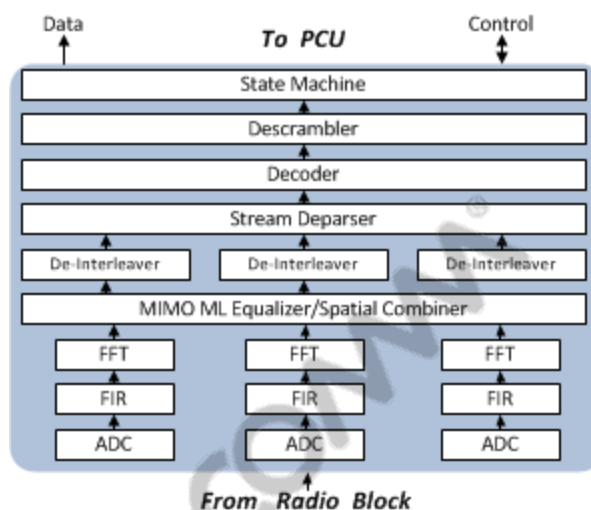 Data
To PCU
Control
State Machine
Descrambler
Decoder
Stream Deparser
De-Interleaver De-Interleaver De-Interleaver
MIMO ML Equalizer/Spatial Combiner
FFT FFT FFT
FIR FIR FIR
ADC ADC ADC
From Radio Block
COMM
®